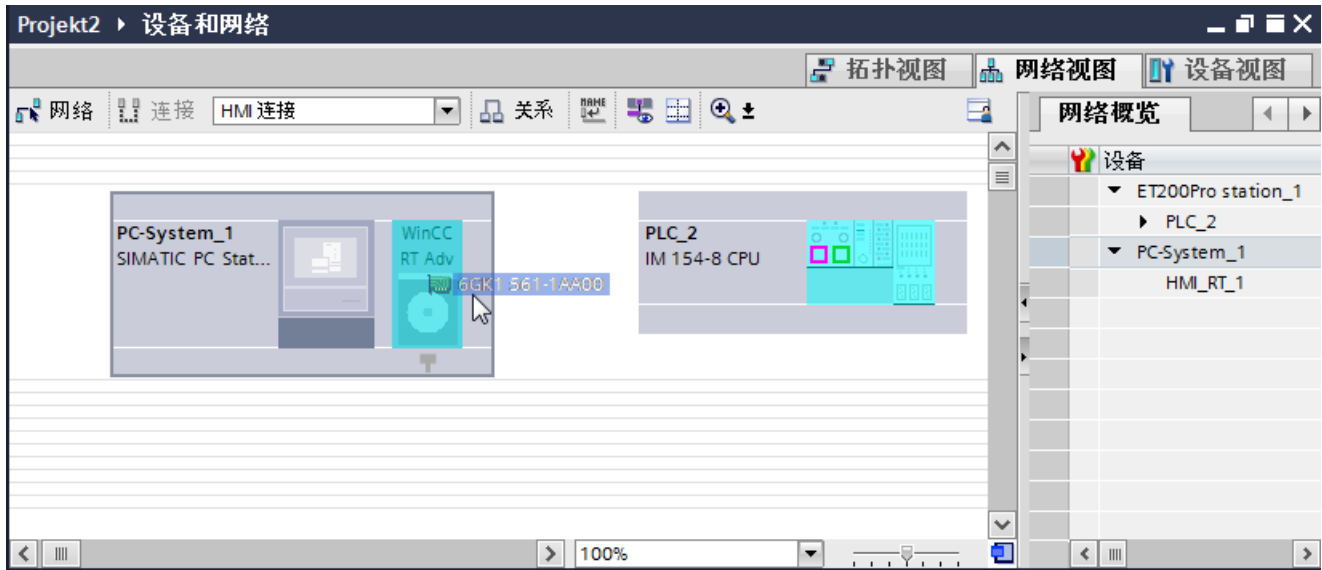 Projekt2 ▸ 设备和网络
拓扑视图
网络视图
设备视图
网络
连接
HMI 连接
关系
NAME
网络概览
设备
ET200Pro station_1
PLC_2
PC-System_1
HMI_RT_1
PC-System_1
SIMATIC PC Stat...
WinCC
RT Adv
6GK1 561-1AA00
PLC_2
IM 154-8 CPU
100%